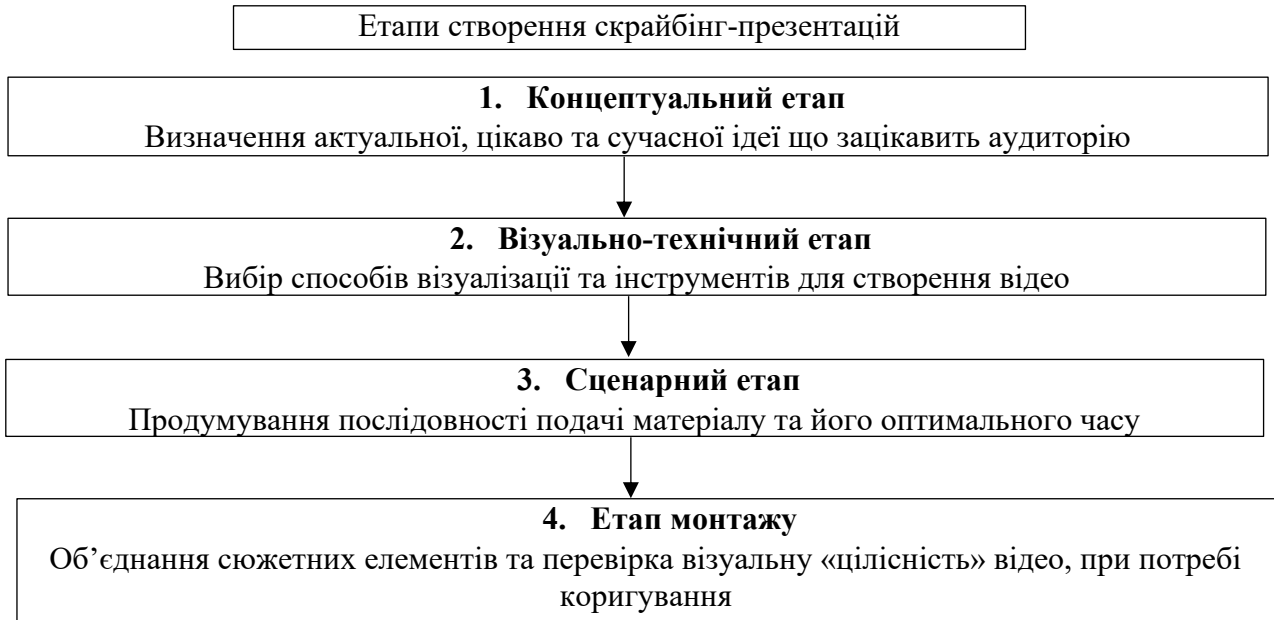 Етапи створення скрайбінг-презентацій
1. Концептуальний етап
Визначення актуальної, цікаво та сучасної ідеї що зацікавить аудиторію
2. Візуально-технічний етап
Вибір способів візуалізації та інструментів для створення відео
3. Сценарний етап
Продумування послідовності подачі матеріалу та його оптимального часу
4. Етап монтажу
Об’єднання сюжетних елементів та перевірка візуальну «цілісність» відео, при потребі
коригування